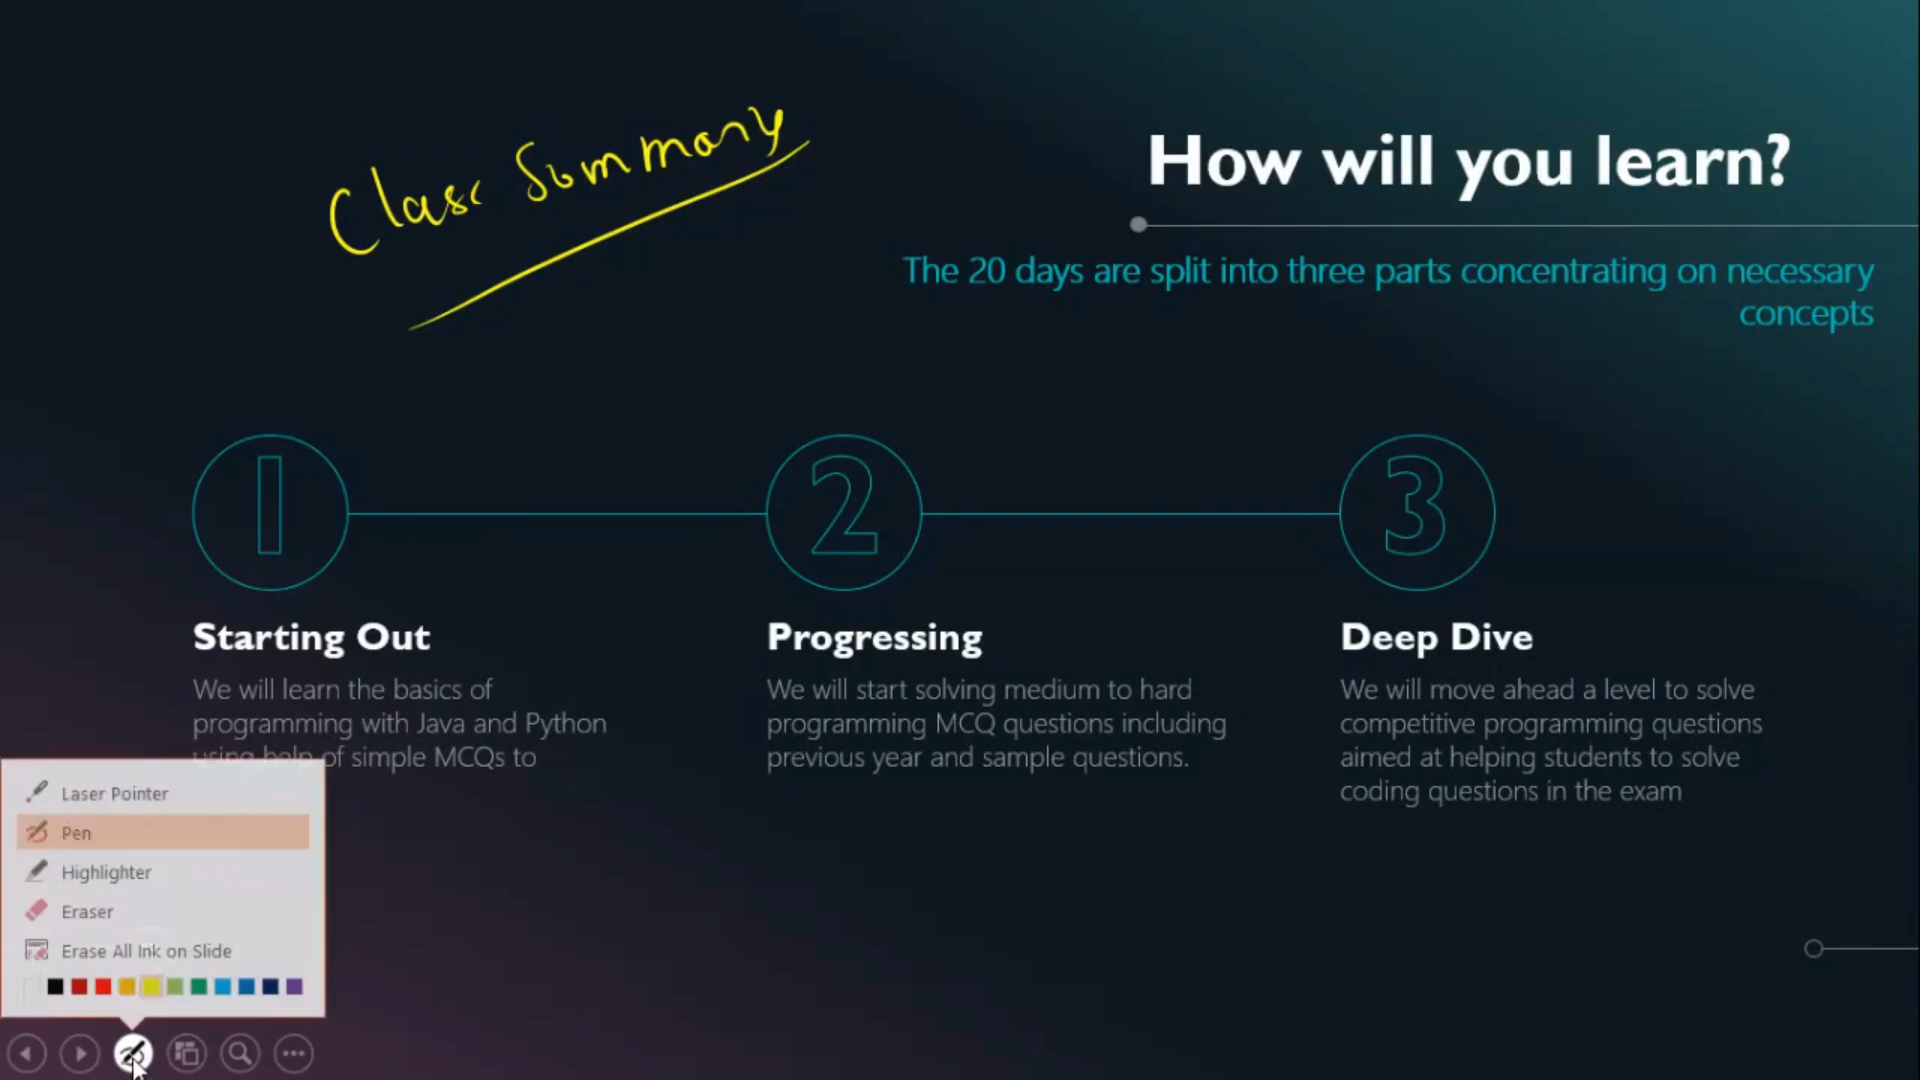 Class Summary
How will you learn?
The 20 days are split into three parts concentrating on necessary
concepts
1
2
3
Starting Out
We will learn the basics of
programming with Java and Python
using help of simple MCQs to
Progressing
We will start solving medium to hard
programming MCQ questions including
previous year and sample questions.
Deep Dive
We will move ahead a level to solve
competitive programming questions
aimed at helping students to solve
coding questions in the exam
Laser Pointer
Pen
Highlighter
Eraser
Erase All Ink on Slide